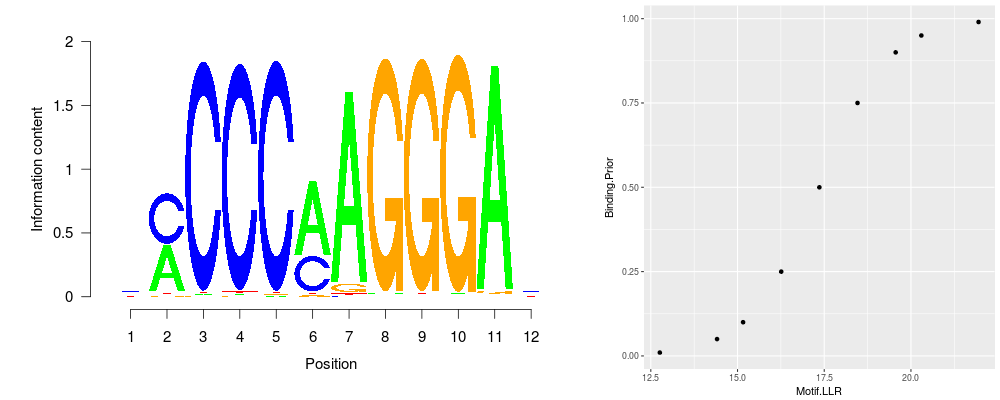 2
1.5
1
0.5
0
Information content
C
A
C
C
C
A
C
A
G
G
G
G
A
1 2 3 4 5 6 7 8 9 10 11 12
Position
1.00
0.75
0.50
0.25
0.00
Binding.Prior
12.5 15.0 17.5 20.0
Motif.LLR